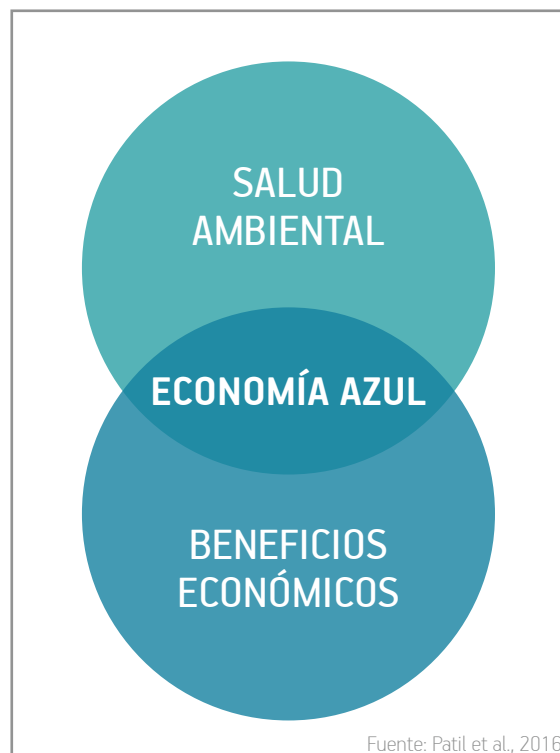 SALUD
AMBIENTAL
ECONOMÍA AZUL
BENEFICIOS
ECONÓMICOS
Fuente: Patil et al., 2016